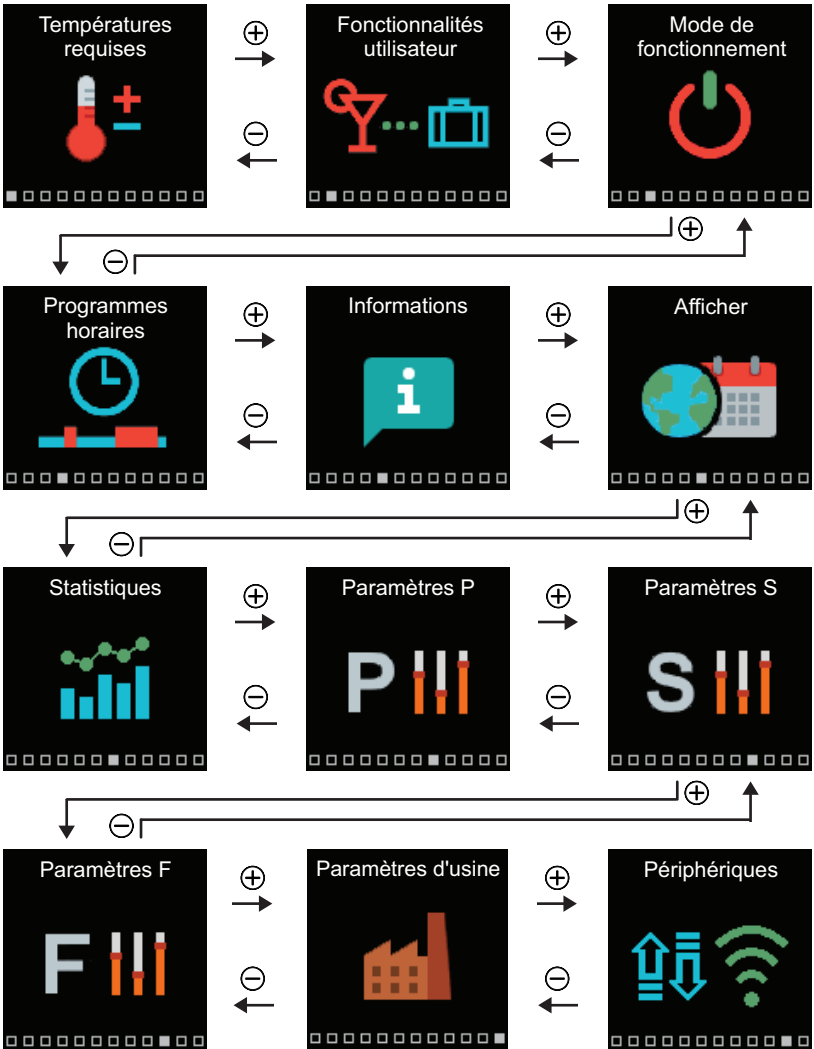 Températures
requises
Fonctionnalités
utilisateur
Mode de
fonctionnement
Programmes
horaires
Informations
i
Afficher
Statistiques
Paramètres P
P
Paramètres S
S
Paramètres F
F
Paramètres d'usine
Périphériques